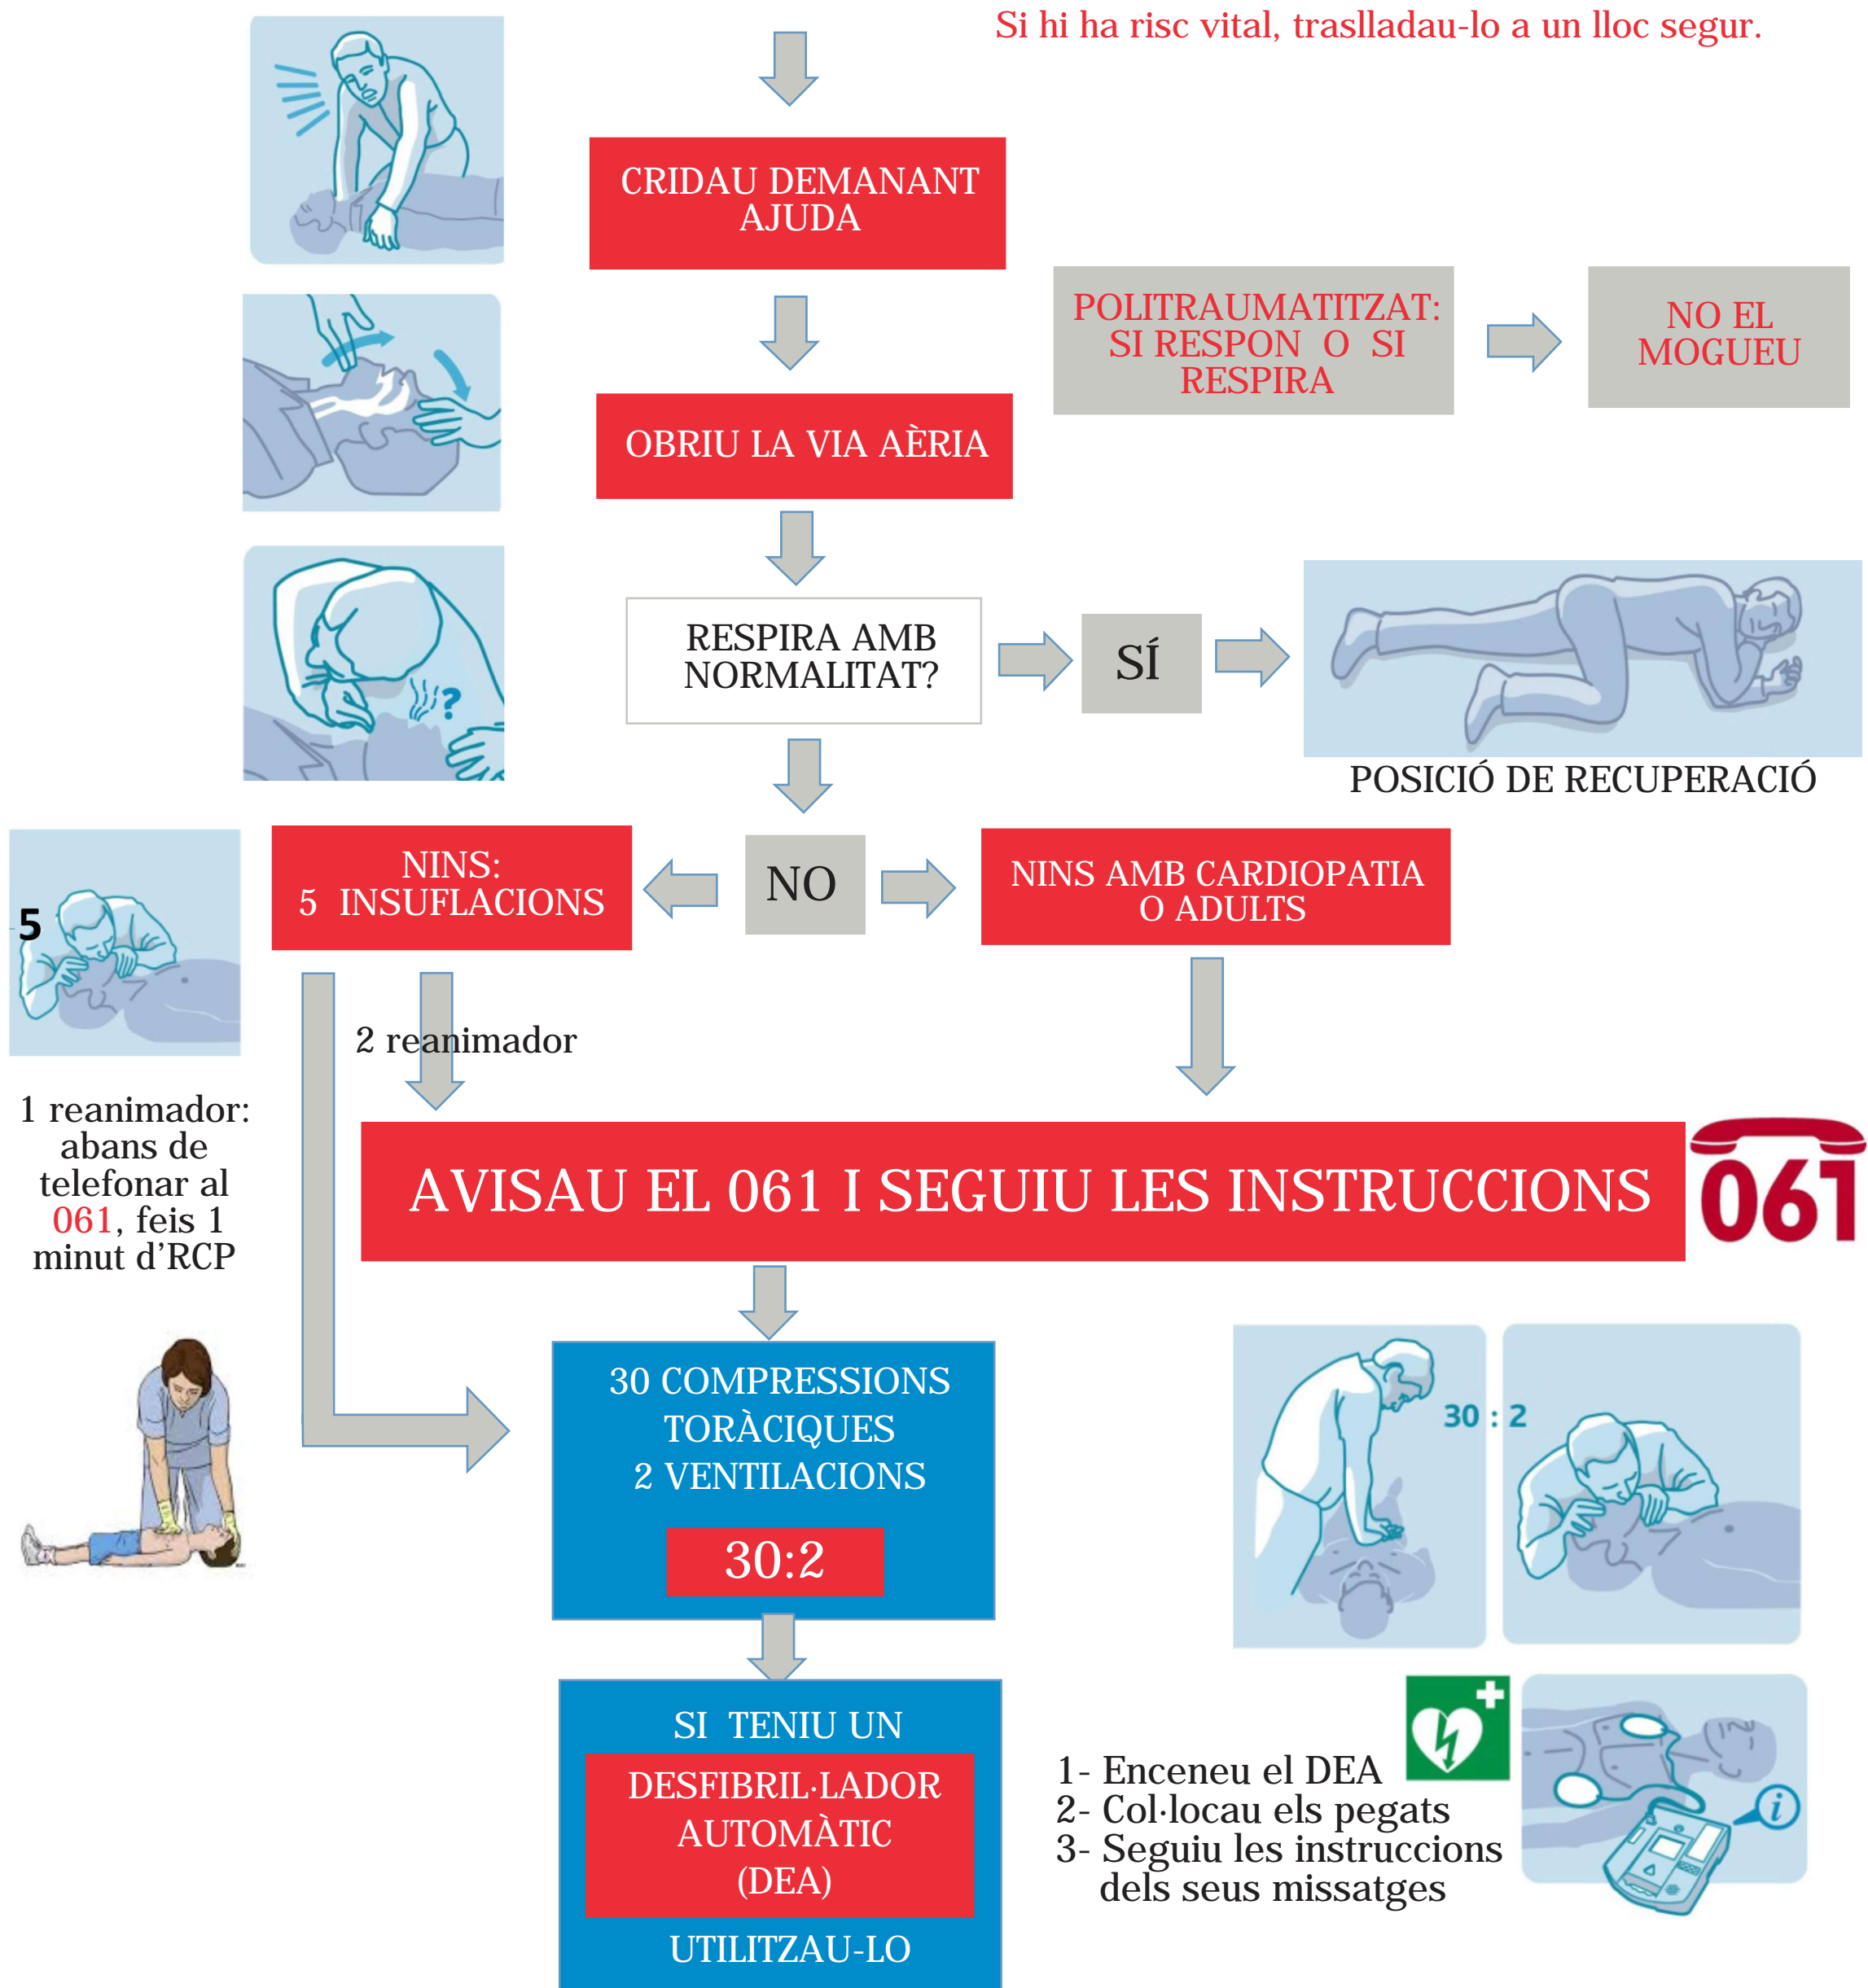 Si hi ha risc vital, traslladau-lo a un lloc segur.
CRIDAU DEMANANT
AJUDA
POLITRAUMATITZAT:
SI RESPON O SI
RESPIRA
NO EL
MOGUEU
OBRIU LA VIA AÈRIA
RESPIRA AMB
NORMALITAT?
SÍ
?
POSICIÓ DE RECUPERACIÓ
5
NINS:
5 INSUFLACIONS
NO
NINS AMB CARDIOPATIA
O ADULTS
2 reanimador
1 reanimador:
abans de
telefonar al
061, feis 1
minut d’RCP
AVISAU EL 061 I SEGUIU LES INSTRUCCIONS
061
30 COMPRESSIONS
TORÀCIQUES
2 VENTILACIONS
30:2
30 : 2
SI TENIU UN
DESFIBRIL·LADOR
AUTOMÀTIC
(DEA)
UTILITZAU-LO
1- Enceneu el DEA
2- Col·locau els pegats
3- Seguiu les instruccions
dels seus missatges
i